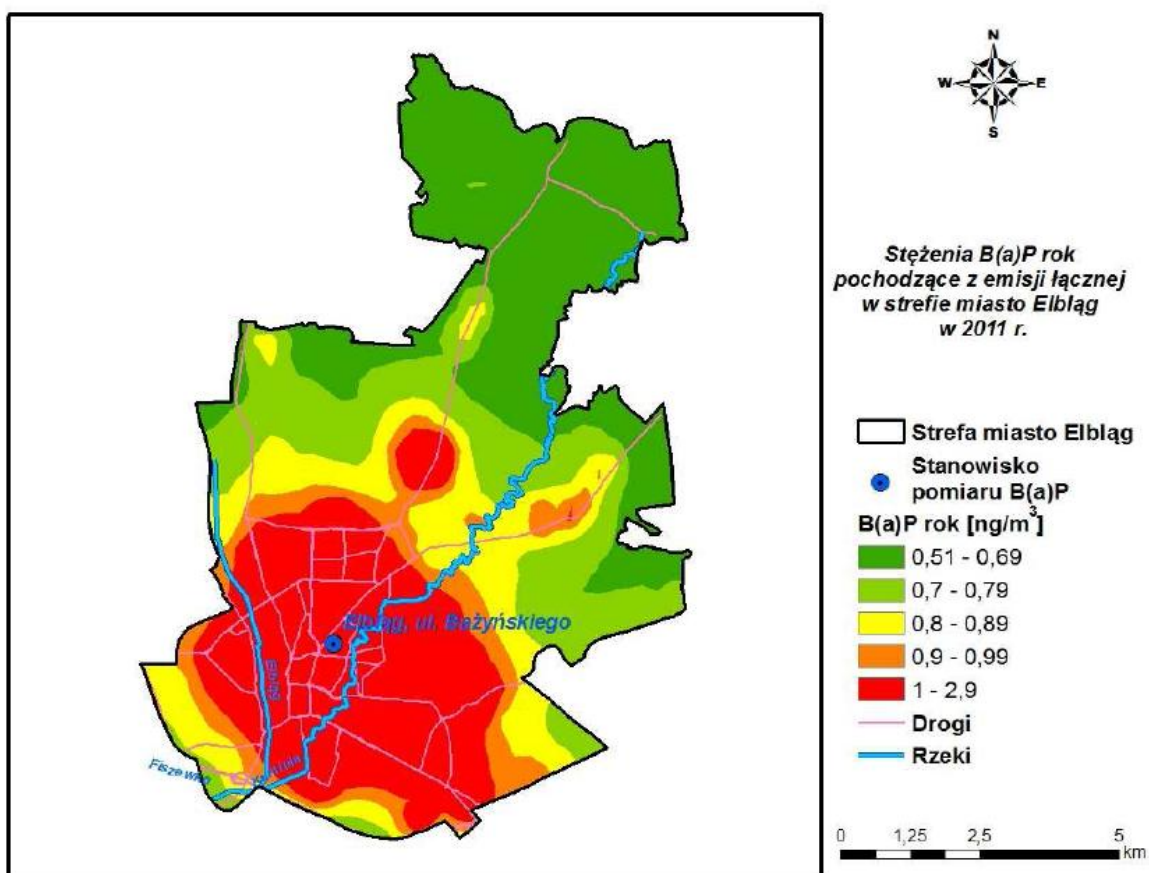 N
W E
S
Stężenia B(a)P rok
pochodzące z emisji łącznej
w strefie miasto Elbląg
w 2011 r.
Strefa miasto Elbląg
Stanowisko
pomiaru B(a)P
B(a)P rok [ng/m³]
0,51 - 0,69
0,7 - 0,79
0,8 - 0,89
0,9 - 0,99
1 - 2,9
Drogi
Rzeki
0 1,25 2,5 5
km
Elbląg, ul. Bażyńskiego
Elbląg
Fiszewka